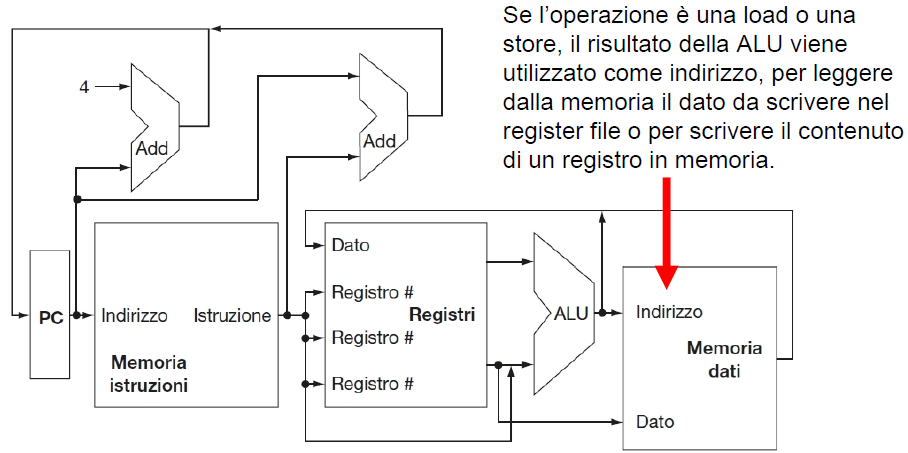 Se l’operazione è una load o una
store, il risultato della ALU viene
utilizzato come indirizzo, per leggere
dalla memoria il dato da scrivere nel
register file o per scrivere il contenuto
di un registro in memoria.
4
Add
Add
PC
Indirizzo
Istruzione
Memoria
istruzioni
Dato
Registro #
Registri
Registro #
Registro #
ALU
Indirizzo
Memoria
dati
Dato